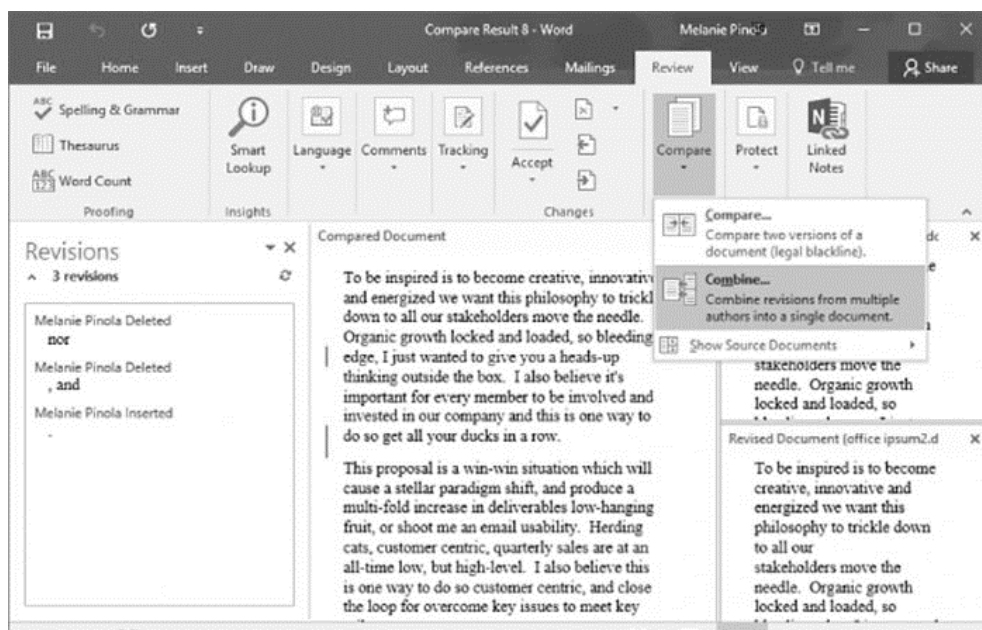 Compare Result 8 - Word
Melanie Pinola
File Home Insert Draw Design Layout References Mailings Review View Tell me Share
Spelling & Grammar
Thesaurus
Word Count
Proofing
Smart
Lookup
Insights
Language
Comments
Tracking
Accept
Changes
Compare
Protect
Linked
Notes
Compare...
Compare two versions of a
document (legal blackline).
Combine...
Combine revisions from multiple
authors into a single document.
Show Source Documents
Revisions
3 revisions
Melanie Pinola Deleted
nor
Melanie Pinola Deleted
, and
Melanie Pinola Inserted
.
Compared Document
To be inspired is to become creative, innovative
and energized we want this philosophy to trickl
down to all our stakeholders move the needle.
Organic growth locked and loaded, so bleeding
edge, I just wanted to give you a heads-up
thinking outside the box. I also believe it's
important for every member to be involved and
invested in our company and this is one way to
do so get all your ducks in a row.
This proposal is a win-win situation which will
cause a stellar paradigm shift, and produce a
multi-fold increase in deliverables low-hanging
fruit, or shoot me an email usability. Herding
cats, customer centric, quarterly sales are at an
all-time low, but high-level. I also believe this
is one way to do so customer centric, and close
the loop for overcome key issues to meet key
stakeholders move the
needle. Organic growth
locked and loaded, so
Revised Document (office ipsum2.d
To be inspired is to become
creative, innovative and
energized we want this
philosophy to trickle down
to all our
stakeholders move the
needle. Organic growth
locked and loaded, so